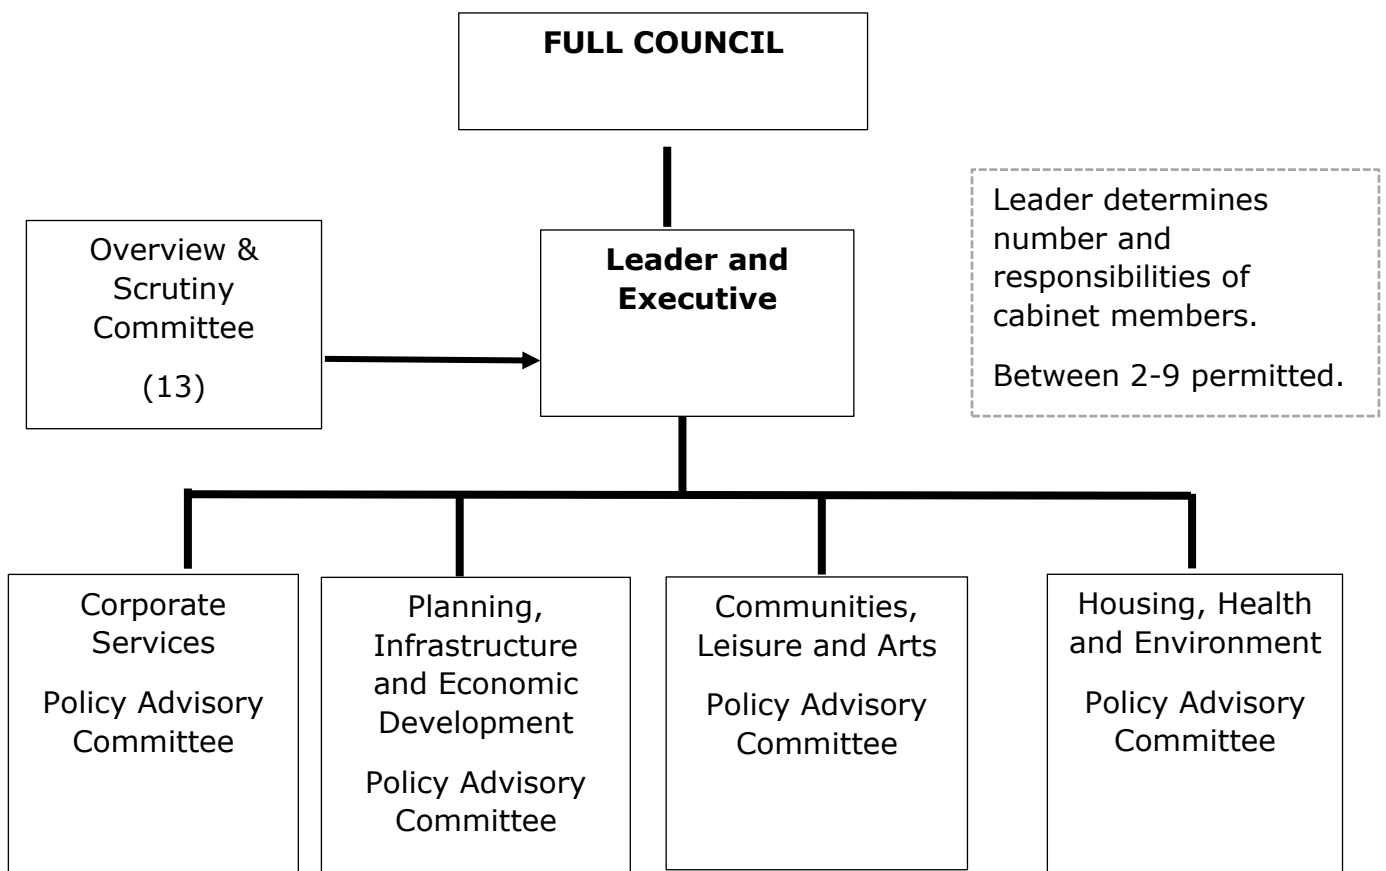 FULL COUNCIL
Overview &
Scrutiny
Committee
(13)
Leader and
Executive
Leader determines
number and
responsibilities of
cabinet members.
Between 2-9 permitted.
Corporate
Services
Policy Advisory
Committee
Planning,
Infrastructure
and Economic
Development
Policy Advisory
Committee
Communities,
Leisure and Arts
Policy Advisory
Committee
Housing, Health
and Environment
Policy Advisory
Committee